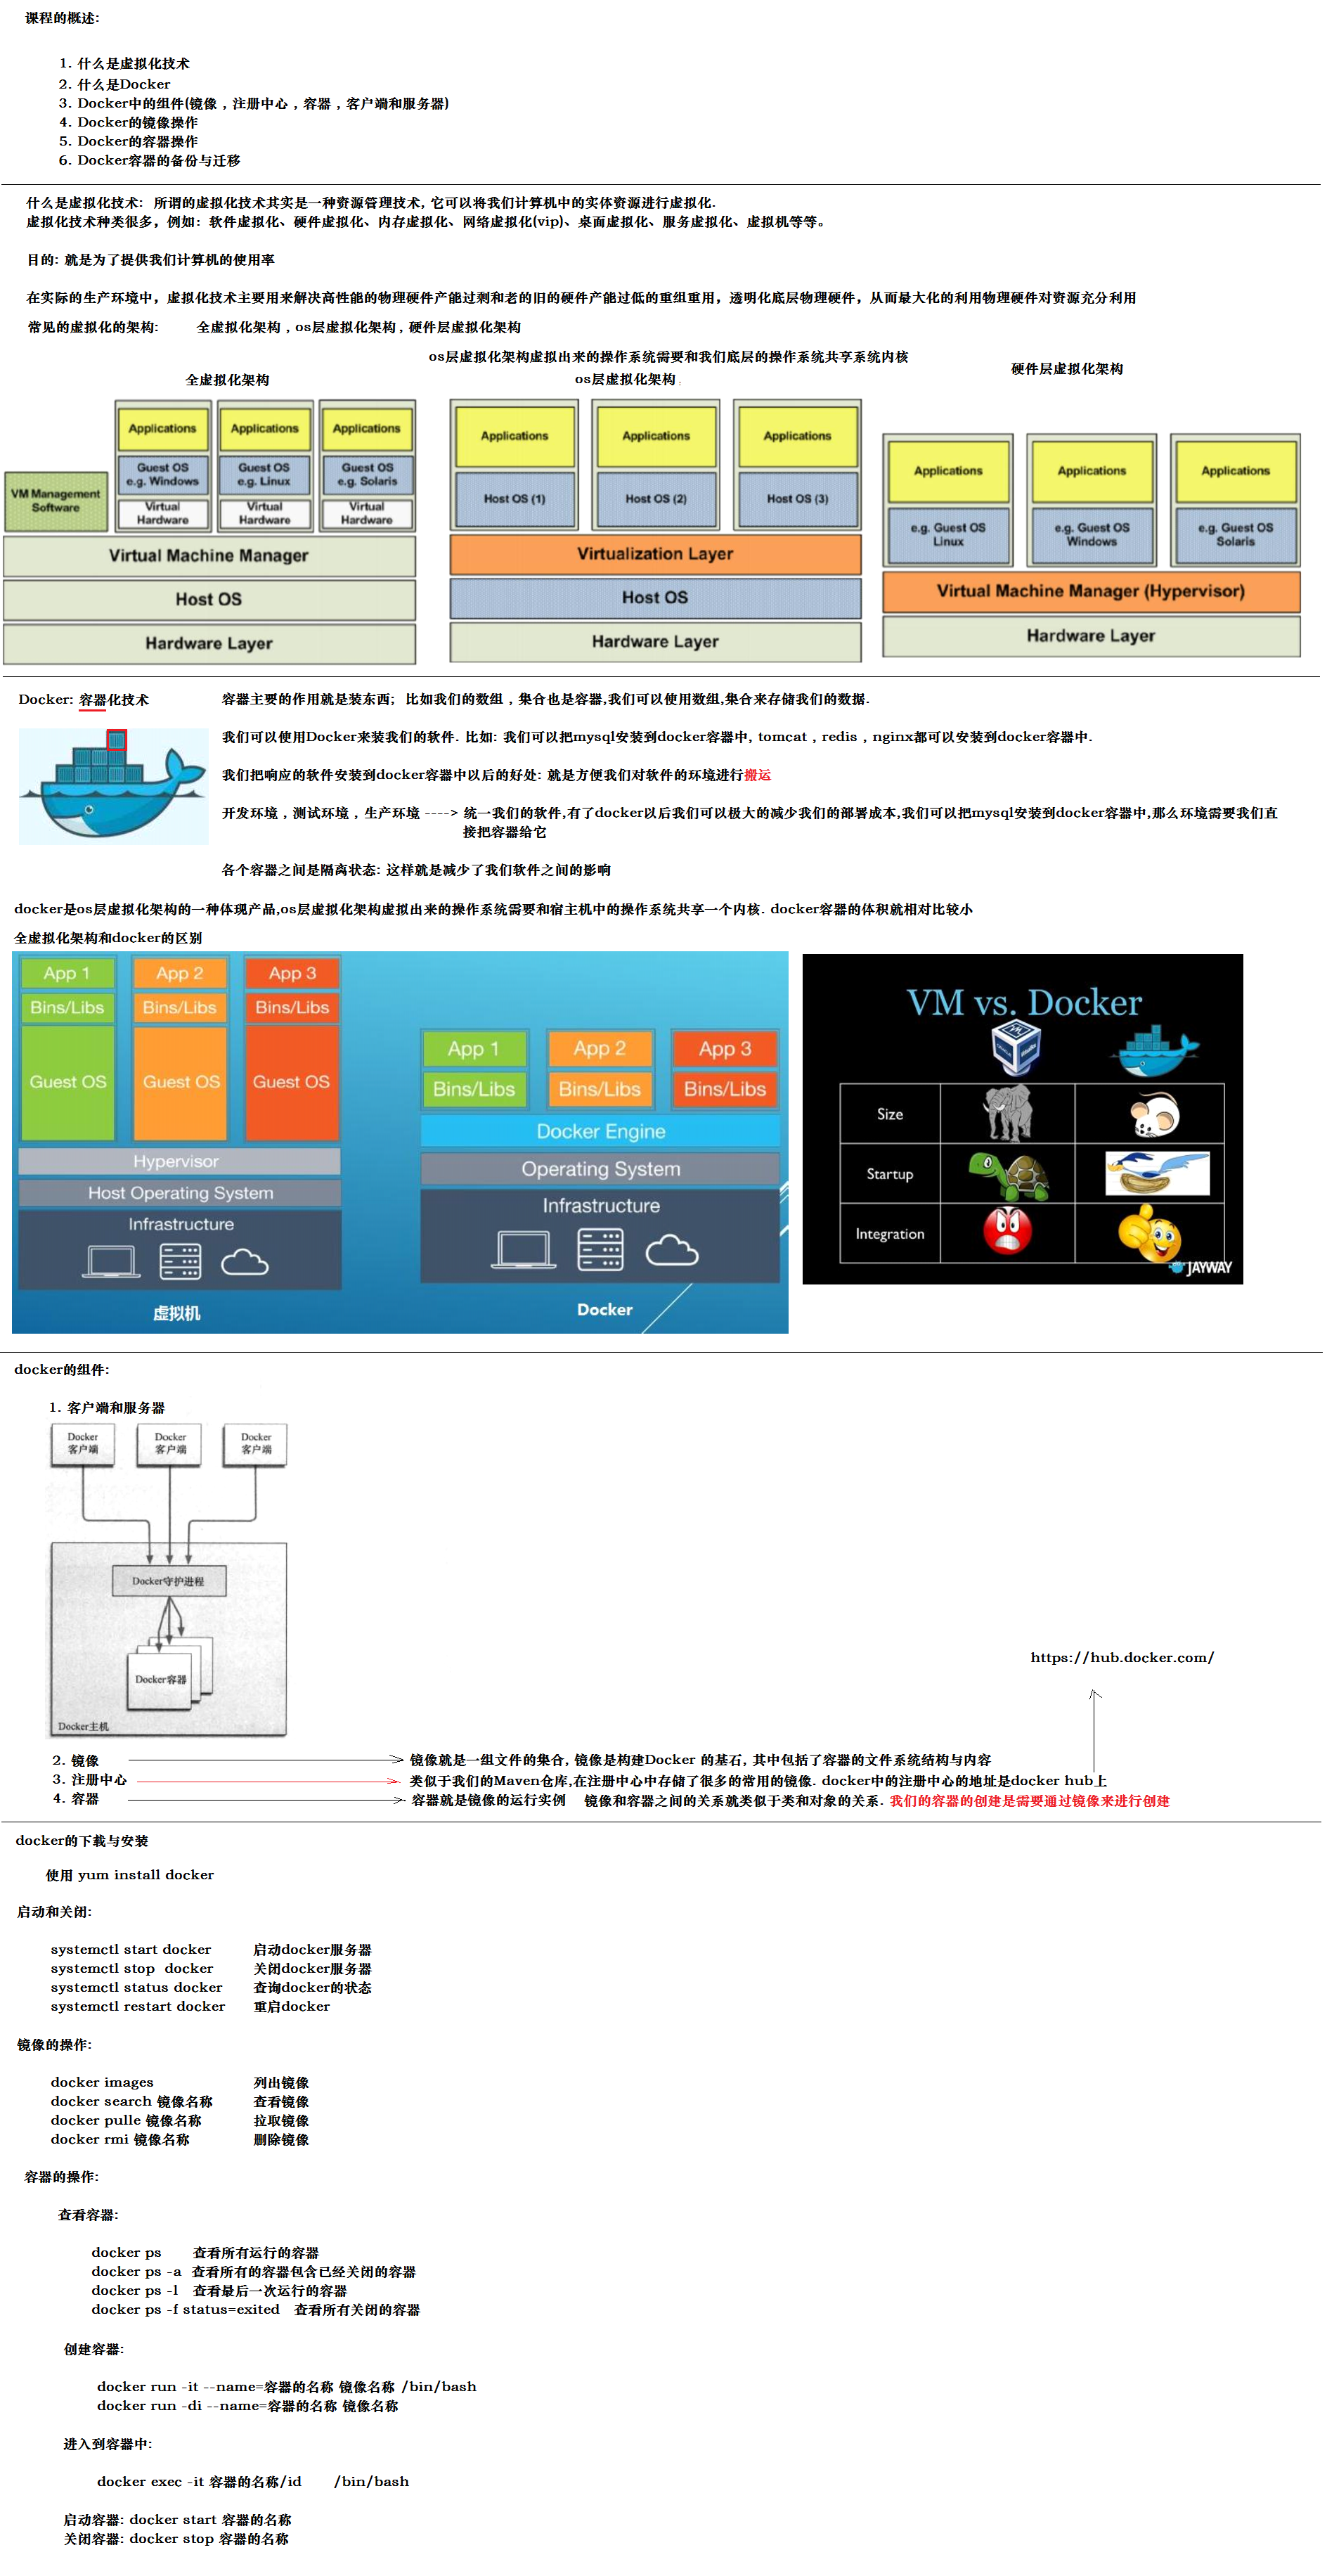 课程的概述:
1. 什么是虚拟化技术
2. 什么是Docker
3. Docker中的组件(镜像 , 注册中心 , 容器 , 客户端和服务器)
4. Docker的镜像操作
5. Docker的容器操作
6. Docker容器的备份与迁移
什么是虚拟化技术: 所谓的虚拟化技术其实是一种资源管理技术, 它可以将我们计算机中的实体资源进行虚拟化.
虚拟化技术种类很多，例如：软件虚拟化、硬件虚拟化、内存虚拟化、网络虚拟化(vip)、桌面虚拟化、服务虚拟化、虚拟机等等。
目的: 就是为了提供我们计算机的使用率
在实际的生产环境中，虚拟化技术主要用来解决高性能的物理硬件产能过剩和老的旧的硬件产能过低的重组重用，透明化底层物理硬件，从而最大化的利用物理硬件对资源充分利用
常见的虚拟化的架构: 全虚拟化架构 , os层虚拟化架构 , 硬件层虚拟化架构
os层虚拟化架构虚拟出来的操作系统需要和我们底层的操作系统共享系统内核
全虚拟化架构
os层虚拟化架构 :
硬件层虚拟化架构
Applications
Applications
Applications
Guest OS
e.g. Windows
Guest OS
e.g. Linux
Guest OS
e.g. Solaris
VM Management
Software
Virtual
Hardware
Virtual
Hardware
Virtual
Hardware
Virtual Machine Manager
Host OS
Hardware Layer
Applications
Applications
Applications
Host OS (1)
Host OS (2)
Host OS (3)
Virtualization Layer
Host OS
Hardware Layer
Applications
Applications
Applications
e.g. Guest OS
Linux
e.g. Guest OS
Windows
e.g. Guest OS
Solaris
Virtual Machine Manager (Hypervisor)
Hardware Layer
Docker: 容器化技术
容器主要的作用就是装东西; 比如我们的数组 , 集合也是容器,我们可以使用数组,集合来存储我们的数据.
我们可以使用Docker来装我们的软件. 比如: 我们可以把mysql安装到docker容器中, tomcat , redis , nginx都可以安装到docker容器中.
我们把响应的软件安装到docker容器中以后的好处: 就是方便我们对软件的环境进行搬运
开发环境 , 测试环境 , 生产环境 ----> 统一我们的软件,有了docker以后我们可以极大的减少我们的部署成本,我们可以把mysql安装到docker容器中,那么环境需要我们直
接把容器给它
各个容器之间是隔离状态: 这样就是减少了我们软件之间的影响
docker是os层虚拟化架构的一种体现产品,os层虚拟化架构虚拟出来的操作系统需要和宿主机中的操作系统共享一个内核. docker容器的体积就相对比较小
全虚拟化架构和docker的区别
App 1
App 2
App 3
Bins/Libs
Bins/Libs
Bins/Libs
Guest OS
Guest OS
Guest OS
Hypervisor
Host Operating System
Infrastructure
虚拟机
App 1
App 2
App 3
Bins/Libs
Bins/Libs
Bins/Libs
Docker Engine
Operating System
Infrastructure
Docker
VM vs. Docker
Size
Startup
Integration
JAYWAY
docker的组件:
1. 客户端和服务器
Docker
客户端
Docker
客户端
Docker
客户端
Docker守护进程
Docker容器
Docker主机
https://hub.docker.com/
2. 镜像 镜像就是一组文件的集合, 镜像是构建Docker 的基石, 其中包括了容器的文件系统结构与内容
3. 注册中心 类似于我们的Maven仓库,在注册中心中存储了很多的常用的镜像. docker中的注册中心的地址是docker hub上
4. 容器 容器就是镜像的运行实例 镜像和容器之间的关系就类似于类和对象的关系. 我们的容器的创建是需要通过镜像来进行创建
docker的下载与安装
使用 yum install docker
启动和关闭:
systemctl start docker 启动docker服务器
systemctl stop docker 关闭docker服务器
systemctl status docker 查询docker的状态
systemctl restart docker 重启docker
镜像的操作:
docker images 列出镜像
docker search 镜像名称 查看镜像
docker pulle 镜像名称 拉取镜像
docker rmi 镜像名称 删除镜像
容器的操作:
查看容器:
docker ps 查看所有运行的容器
docker ps -a 查看所有的容器包含已经关闭的容器
docker ps -l 查看最后一次运行的容器
docker ps -f status=exited 查看所有关闭的容器
创建容器:
docker run -it --name=容器的名称 镜像名称 /bin/bash
docker run -di --name=容器的名称 镜像名称
进入到容器中:
docker exec -it 容器的名称/id /bin/bash
启动容器: docker start 容器的名称
关闭容器: docker stop 容器的名称